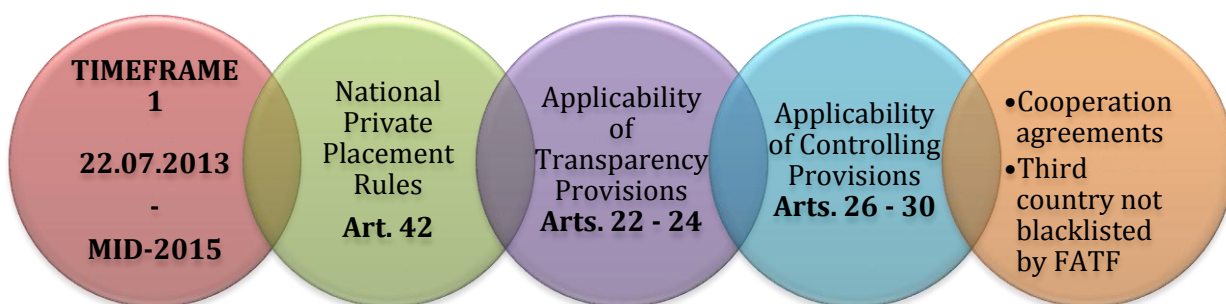 TIMEFRAME
1
22.07.2013
-
MID-2015
National
Private
Placement
Rules
Art. 42
Applicability
of
Transparency
Provisions
Arts. 22 - 24
Applicability
of Controlling
Provisions
Arts. 26 - 30
•Cooperation
agreements
•Third
country not
blacklisted
by FATF